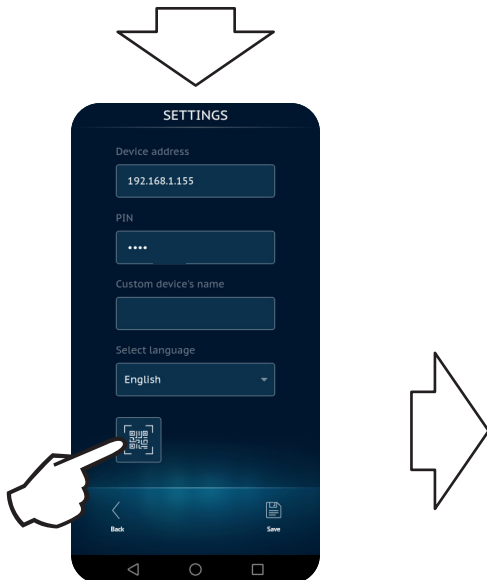 SETTINGS
Device address
192.168.1.155
PIN
••••
Custom device's name
Select language
English
Back
Save